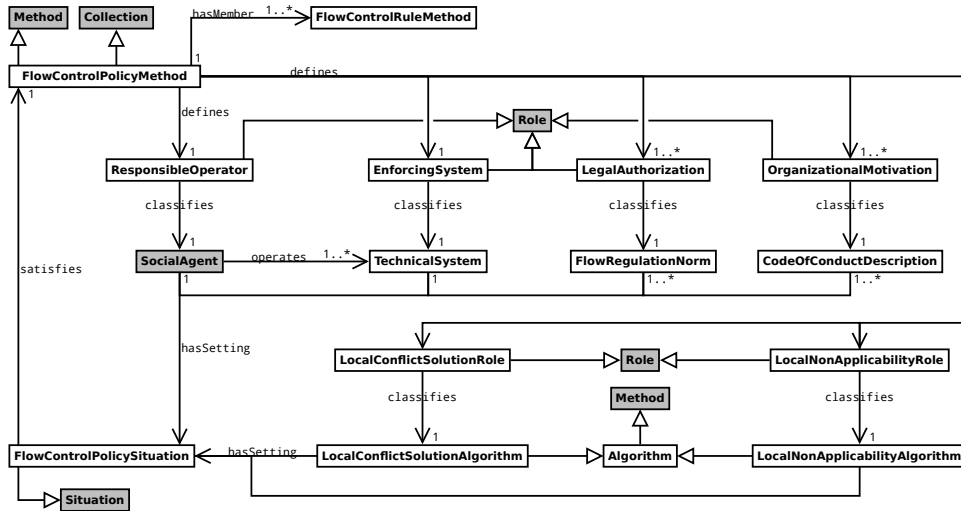 Method
Collection
hasMember
1..*
FlowControlRuleMethod
1
FlowControlPolicyMethod
1
defines
defines
Role
1
1
1..*
1..*
ResponsibleOperator
EnforcingSystem
LegalAuthorization
OrganizationalMotivation
classifies
classifies
classifies
classifies
1
1
1
1
SocialAgent
operates
1..*
TechnicalSystem
FlowRegulationNorm
CodeOfConductDescription
satisfies
1
1
1..*
1..*
hasSetting
LocalConflictSolutionRole
Role
LocalNonApplicabilityRole
classifies
Method
classifies
1
1
FlowControlPolicySituation
hasSetting
LocalConflictSolutionAlgorithm
Algorithm
LocalNonApplicabilityAlgorithm
Situation